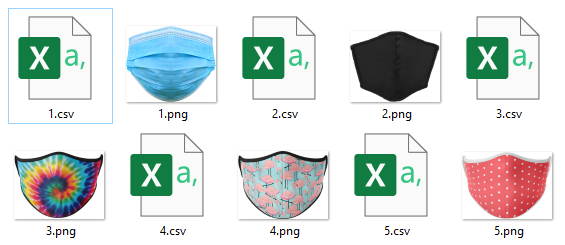 X a,
1.csv
1.png
X a,
2.csv
2.png
X a,
3.csv
3.png
X a,
4.csv
4.png
X a,
5.csv
5.png